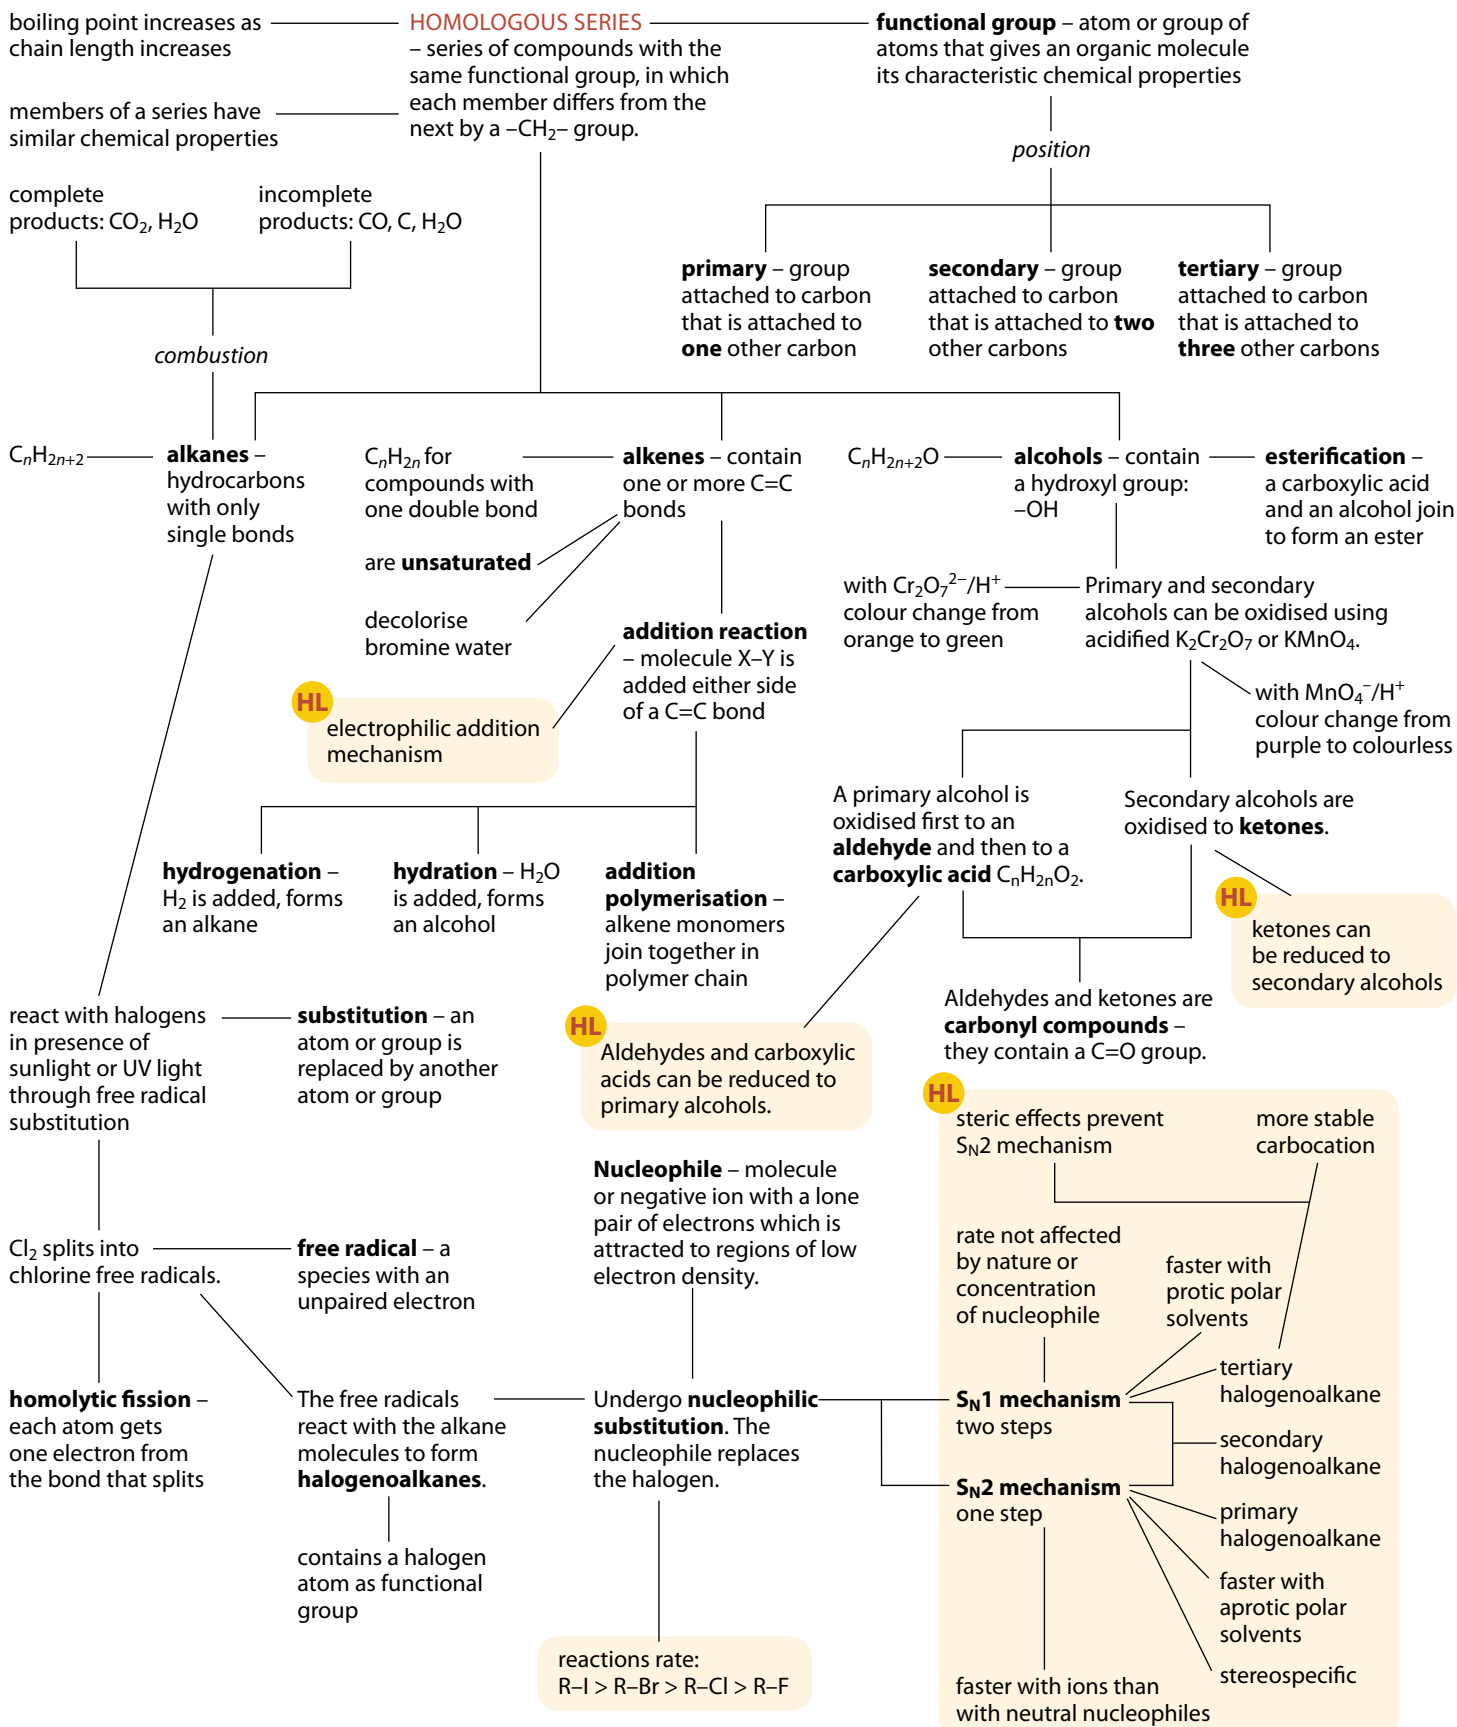 boiling point increases as
chain length increases
HOMOLOGOUS SERIES
– series of compounds with the
same functional group, in which
each member differs from the
next by a –CH₂– group.
functional group – atom or group of
atoms that gives an organic molecule
its characteristic chemical properties
members of a series have
similar chemical properties
position
complete
products: CO₂, H₂O
incomplete
products: CO, C, H₂O
primary – group
attached to carbon
that is attached to
one other carbon
secondary – group
attached to carbon
that is attached to two
other carbons
tertiary – group
attached to carbon
that is attached to
three other carbons
combustion
CₙH₂ₙ₊₂
alkanes –
hydrocarbons
with only
single bonds
CₙH₂ₙ for
compounds with
one double bond
alkenes – contain
one or more C=C
bonds
CₙH₂ₙ₊₂O
alcohols – contain
a hydroxyl group:
–OH
esterification –
a carboxylic acid
and an alcohol join
to form an ester
are unsaturated
decolorise
bromine water
addition reaction
– molecule X–Y is
added either side
of a C=C bond
with Cr₂O₇²⁻/H⁺
colour change from
orange to green
Primary and secondary
alcohols can be oxidised using
acidified K₂Cr₂O₇ or KMnO₄.
with MnO₄⁻/H⁺
colour change from
purple to colourless
HL
electrophilic addition
mechanism
A primary alcohol is
oxidised first to an
aldehyde and then to a
carboxylic acid CₙH₂ₙO₂.
Secondary alcohols are
oxidised to ketones.
hydrogenation –
H₂ is added, forms
an alkane
hydration – H₂O
is added, forms
an alcohol
addition
polymerisation –
alkene monomers
join together in
polymer chain
HL
ketones can
be reduced to
secondary alcohols
Aldehydes and ketones are
carbonyl compounds –
they contain a C=O group.
react with halogens
in presence of
sunlight or UV light
through free radical
substitution
substitution – an
atom or group is
replaced by another
atom or group
HL
Aldehydes and carboxylic
acids can be reduced to
primary alcohols.
HL
steric effects prevent
Sₙ2 mechanism
more stable
carbocation
Nucleophile – molecule
or negative ion with a lone
pair of electrons which is
attracted to regions of low
electron density.
rate not affected
by nature or
concentration
of nucleophile
faster with
protic polar
solvents
Cl₂ splits into
chlorine free radicals.
free radical – a
species with an
unpaired electron
homolytic fission –
each atom gets
one electron from
the bond that splits
The free radicals
react with the alkane
molecules to form
halogenoalkanes.
Undergo nucleophilic
substitution. The
nucleophile replaces
the halogen.
Sₙ1 mechanism
two steps
tertiary
halogenoalkane
secondary
halogenoalkane
Sₙ2 mechanism
one step
primary
halogenoalkane
contains a halogen
atom as functional
group
faster with
aprotic polar
solvents
stereospecific
reactions rate:
R–I > R–Br > R–Cl > R–F
faster with ions than
with neutral nucleophiles